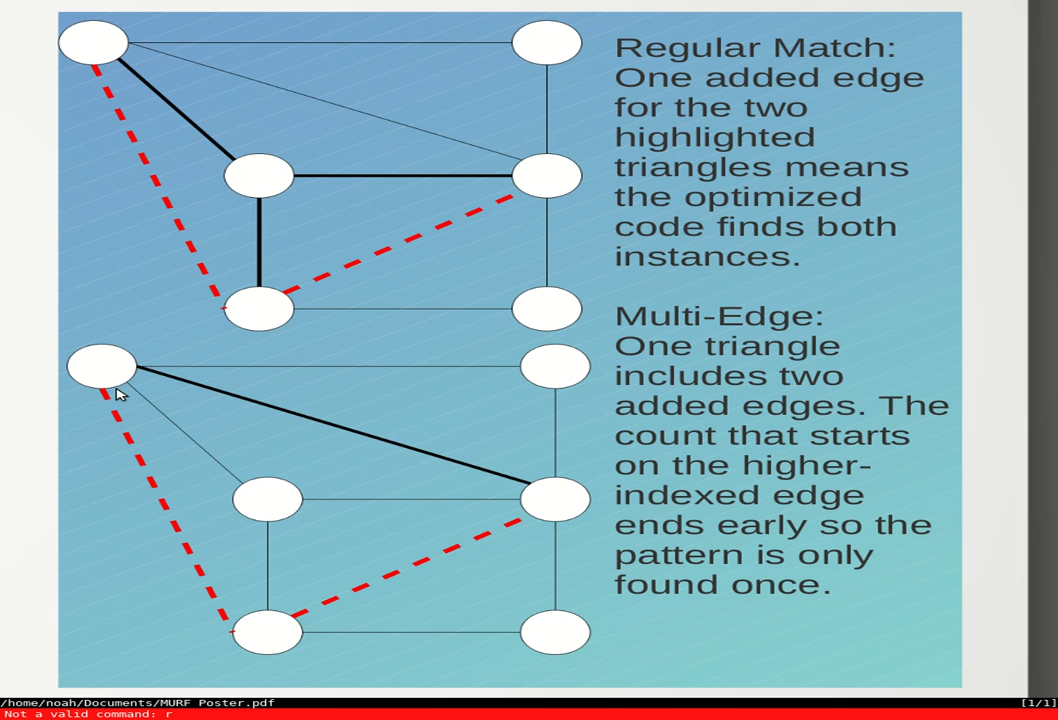 Regular Match:
One added edge
for the two
highlighted
triangles means
the optimized
code finds both
instances.
Multi-Edge:
One triangle
includes two
added edges. The
count that starts
on the higher-
indexed edge
ends early so the
pattern is only
found once.
/home/noah/Documents/MURF Poster.pdf [1/1]
Not a valid command: r